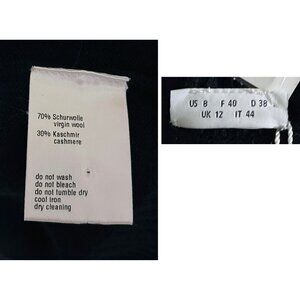 70% Schurwolle
virgin wool
30% Kaschmir
cashmere
do not wash
do not bleach
do not tumble dry
cool iron
dry cleaning
US 8 F 40 D 38
UK 12 IT 44